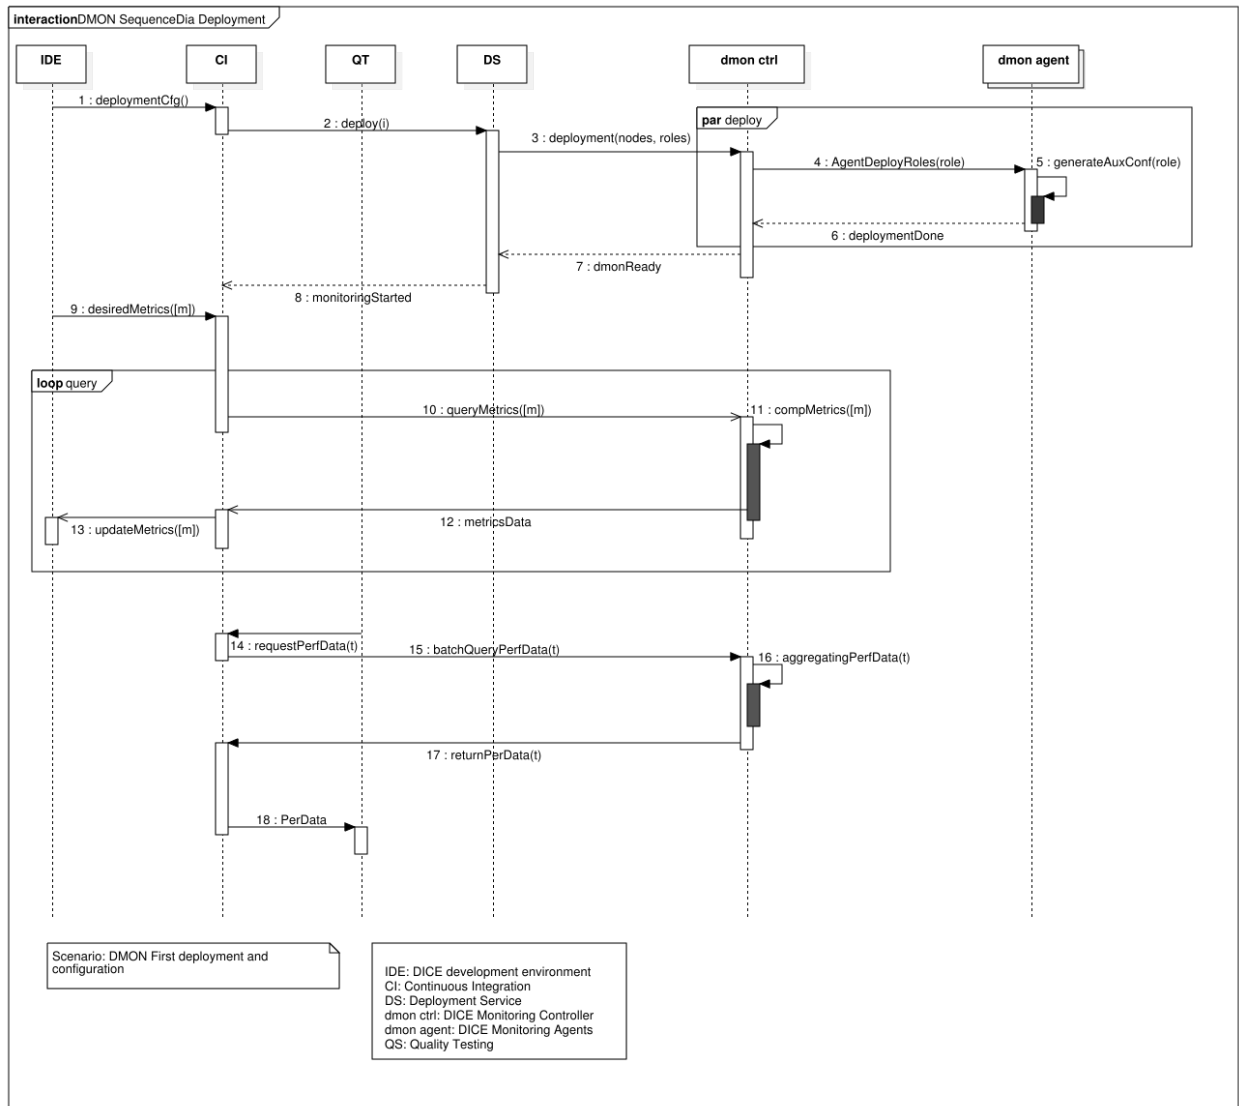 interactionDMON SequenceDia Deployment
IDE
CI
QT
DS
dmon ctrl
dmon agent
1 : deploymentCfg()
2 : deploy(i)
par deploy
3 : deployment(nodes, roles)
4 : AgentDeployRoles(role)
5 : generateAuxConf(role)
6 : deploymentDone
7 : dmonReady
8 : monitoringStarted
9 : desiredMetrics([m])
loop query
10 : queryMetrics([m])
11 : compMetrics([m])
12 : metricsData
13 : updateMetrics([m])
14 : requestPerfData(t)
15 : batchQueryPerfData(t)
16 : aggregatingPerfData(t)
17 : returnPerData(t)
18 : PerData
Scenario: DMON First deployment and
configuration
IDE: DICE development environment
CI: Continuous Integration
DS: Deployment Service
dmon ctrl: DICE Monitoring Controller
dmon agent: DICE Monitoring Agents
QS: Quality Testing